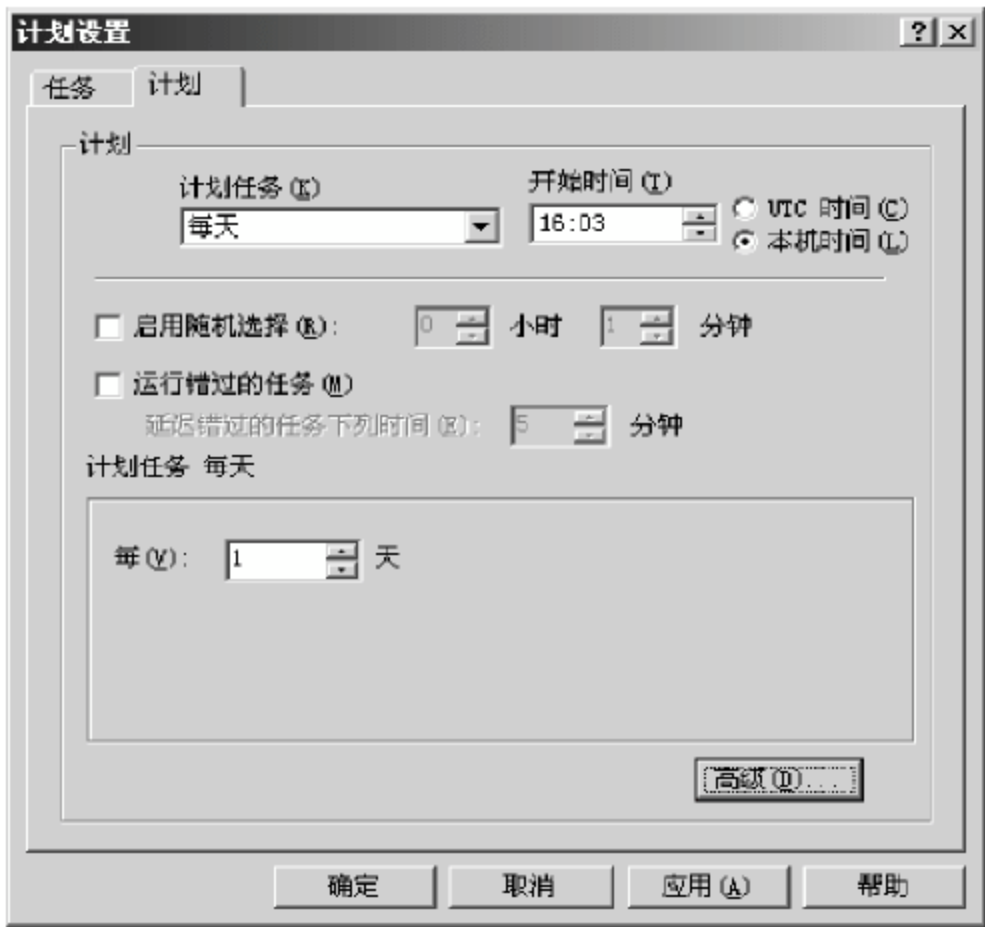 计划设置
任务 计划
计划
计划任务(K) 开始时间(T)
每天 16:03 UTC 时间(C)
本机时间(L)
启用随机选择(R): 0 小时 1 分钟
运行错过的任务(M)
延迟错过的任务下列时间(E): 5 分钟
计划任务 每天
每(V): 1 天
高级(D)...
确定 取消 应用(A) 帮助